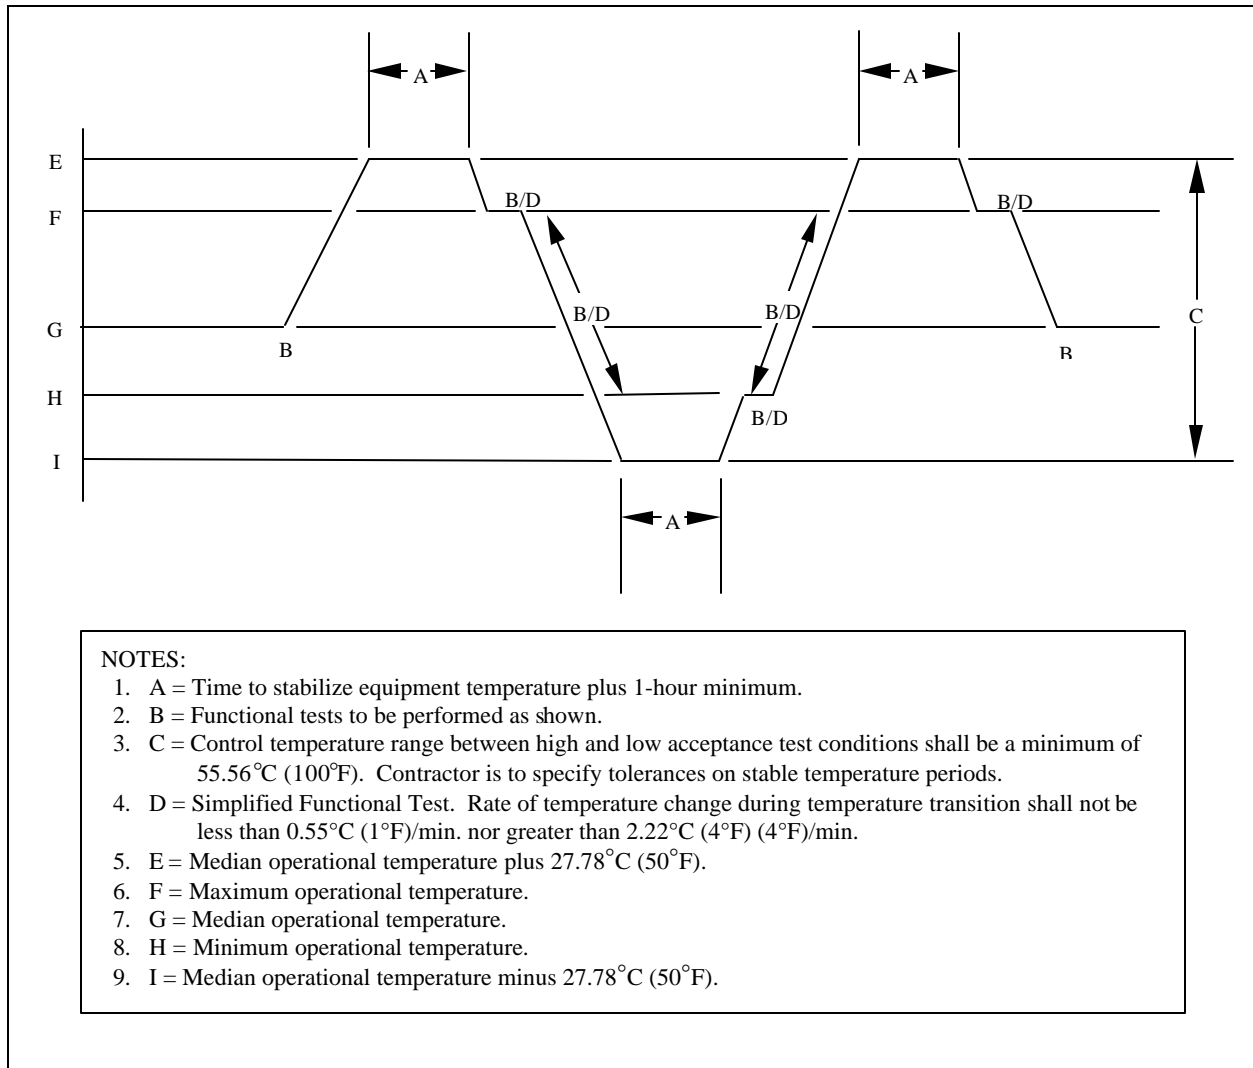 A
A
E
F
B/D
B/D
B/D
B/D
C
G
B
B
H
B/D
I
A
NOTES:
1. A = Time to stabilize equipment temperature plus 1-hour minimum.
2. B = Functional tests to be performed as shown.
3. C = Control temperature range between high and low acceptance test conditions shall be a minimum of
55.56°C (100°F). Contractor is to specify tolerances on stable temperature periods.
4. D = Simplified Functional Test. Rate of temperature change during temperature transition shall not be
less than 0.55°C (1°F)/min. nor greater than 2.22°C (4°F) (4°F)/min.
5. E = Median operational temperature plus 27.78°C (50°F).
6. F = Maximum operational temperature.
7. G = Median operational temperature.
8. H = Minimum operational temperature.
9. I = Median operational temperature minus 27.78°C (50°F).